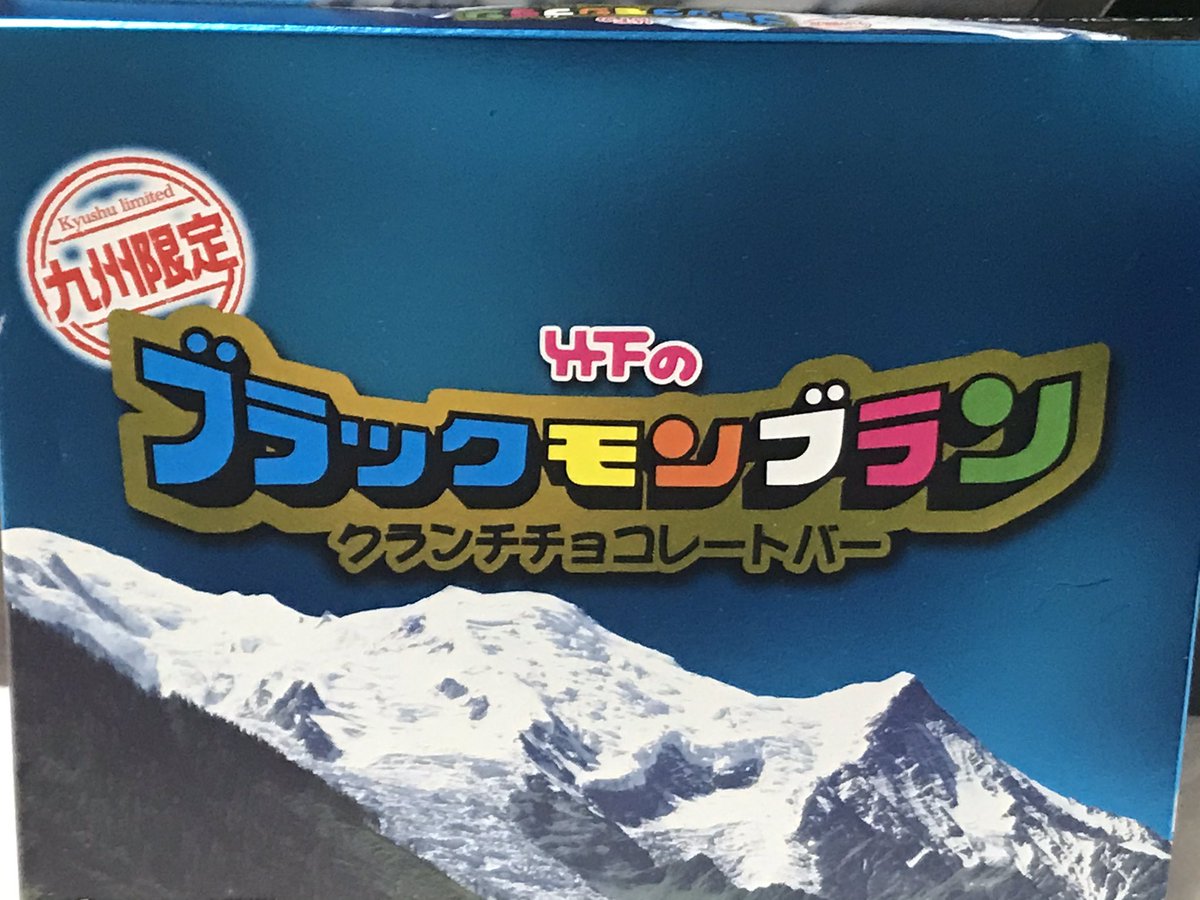 Kyushu limited
九州限定
竹下の
ブラックモンブラン
クランチチョコレートバー